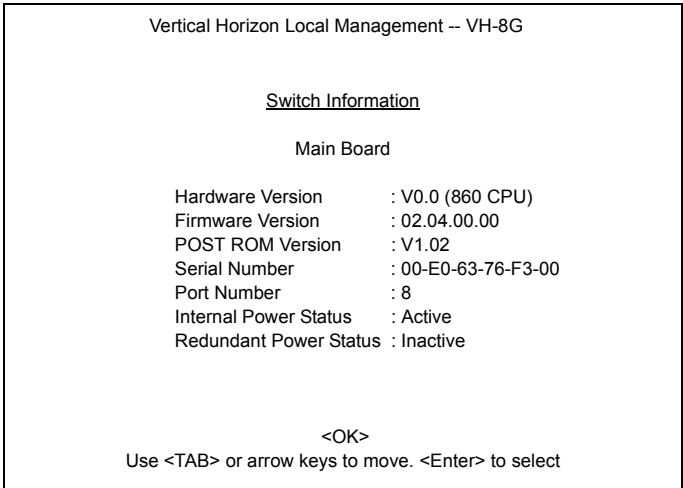 Vertical Horizon Local Management -- VH-8G
Switch Information
Main Board
Hardware Version : V0.0 (860 CPU)
Firmware Version : 02.04.00.00
POST ROM Version : V1.02
Serial Number : 00-E0-63-76-F3-00
Port Number : 8
Internal Power Status : Active
Redundant Power Status : Inactive
<OK>
Use <TAB> or arrow keys to move. <Enter> to select